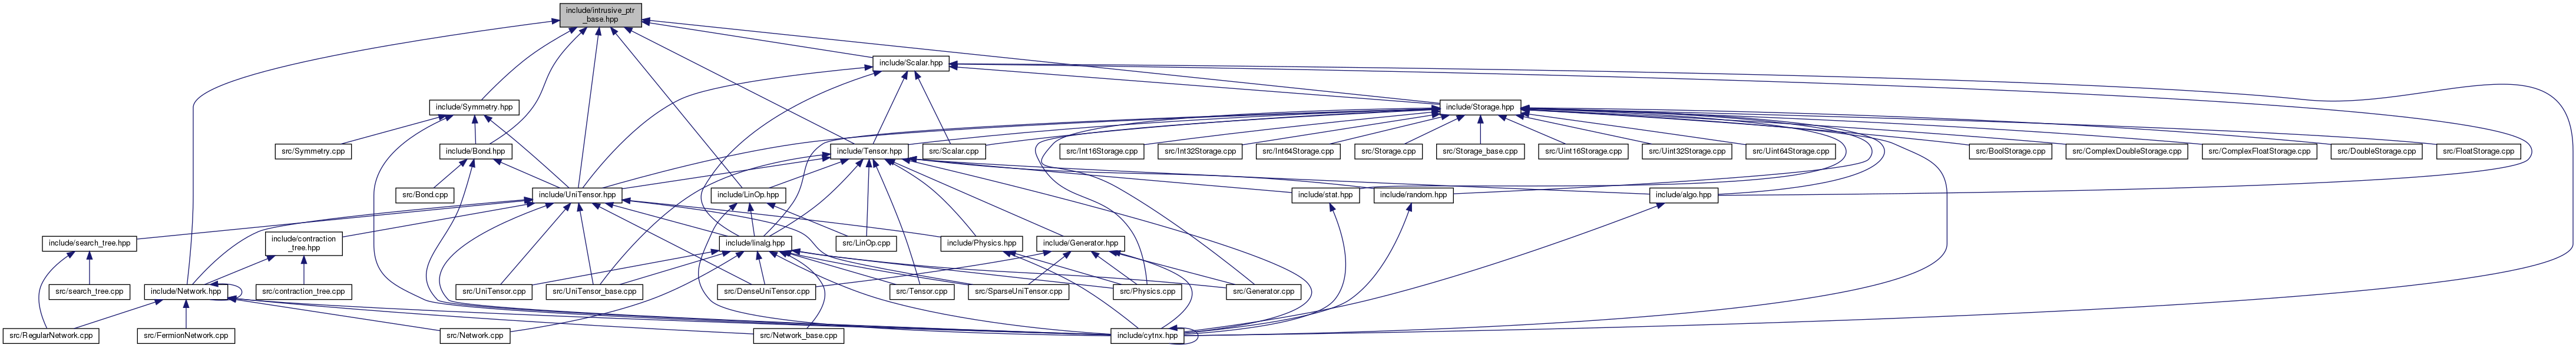 include/intrusive_ptr
_base.hpp
include/Scalar.hpp
include/Symmetry.hpp
include/Storage.hpp
src/Symmetry.cpp
include/Bond.hpp
include/Tensor.hpp
src/Scalar.cpp
src/Int16Storage.cpp
src/Int32Storage.cpp
src/Int64Storage.cpp
src/Storage.cpp
src/Storage_base.cpp
src/Uint16Storage.cpp
src/Uint32Storage.cpp
src/Uint64Storage.cpp
src/BoolStorage.cpp
src/ComplexDoubleStorage.cpp
src/ComplexFloatStorage.cpp
src/DoubleStorage.cpp
src/FloatStorage.cpp
src/Bond.cpp
include/UniTensor.hpp
include/LinOp.hpp
include/stat.hpp
include/random.hpp
include/algo.hpp
include/search_tree.hpp
include/contraction
_tree.hpp
include/linalg.hpp
src/LinOp.cpp
include/Physics.hpp
include/Generator.hpp
src/search_tree.cpp
include/Network.hpp
src/contraction_tree.cpp
src/UniTensor.cpp
src/UniTensor_base.cpp
src/DenseUniTensor.cpp
src/Tensor.cpp
src/SparseUniTensor.cpp
src/Physics.cpp
src/Generator.cpp
src/RegularNetwork.cpp
src/FermionNetwork.cpp
src/Network.cpp
src/Network_base.cpp
include/cytnx.hpp